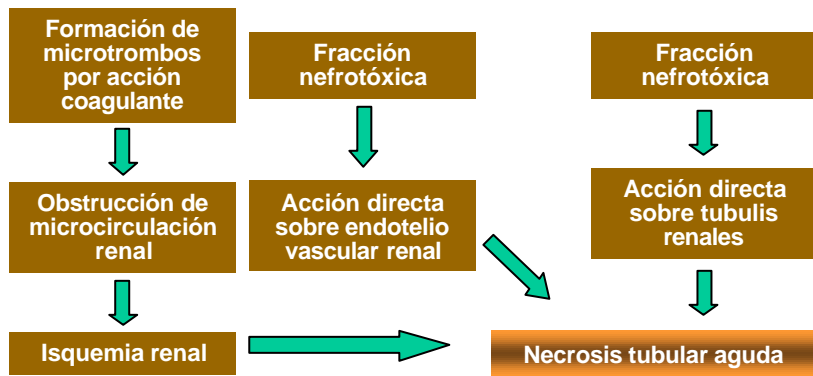 Formación de
microtrombos
por acción
coagulante
Fracción
nefrotóxica
Fracción
nefrotóxica
Obstrucción de
microcirculación
renal
Acción directa
sobre endotelio
vascular renal
Acción directa
sobre tubulis
renales
Isquemia renal
Necrosis tubular aguda